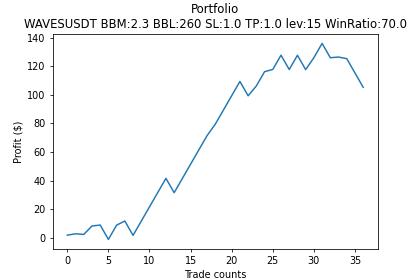 Portfolio
WAVESUSDT BBM:2.3 BBL:260 SL:1.0 TP:1.0 lev:15 WinRatio:70.0
140
120
100
80
60
40
20
0
Profit ($)
0 5 10 15 20 25 30 35
Trade counts